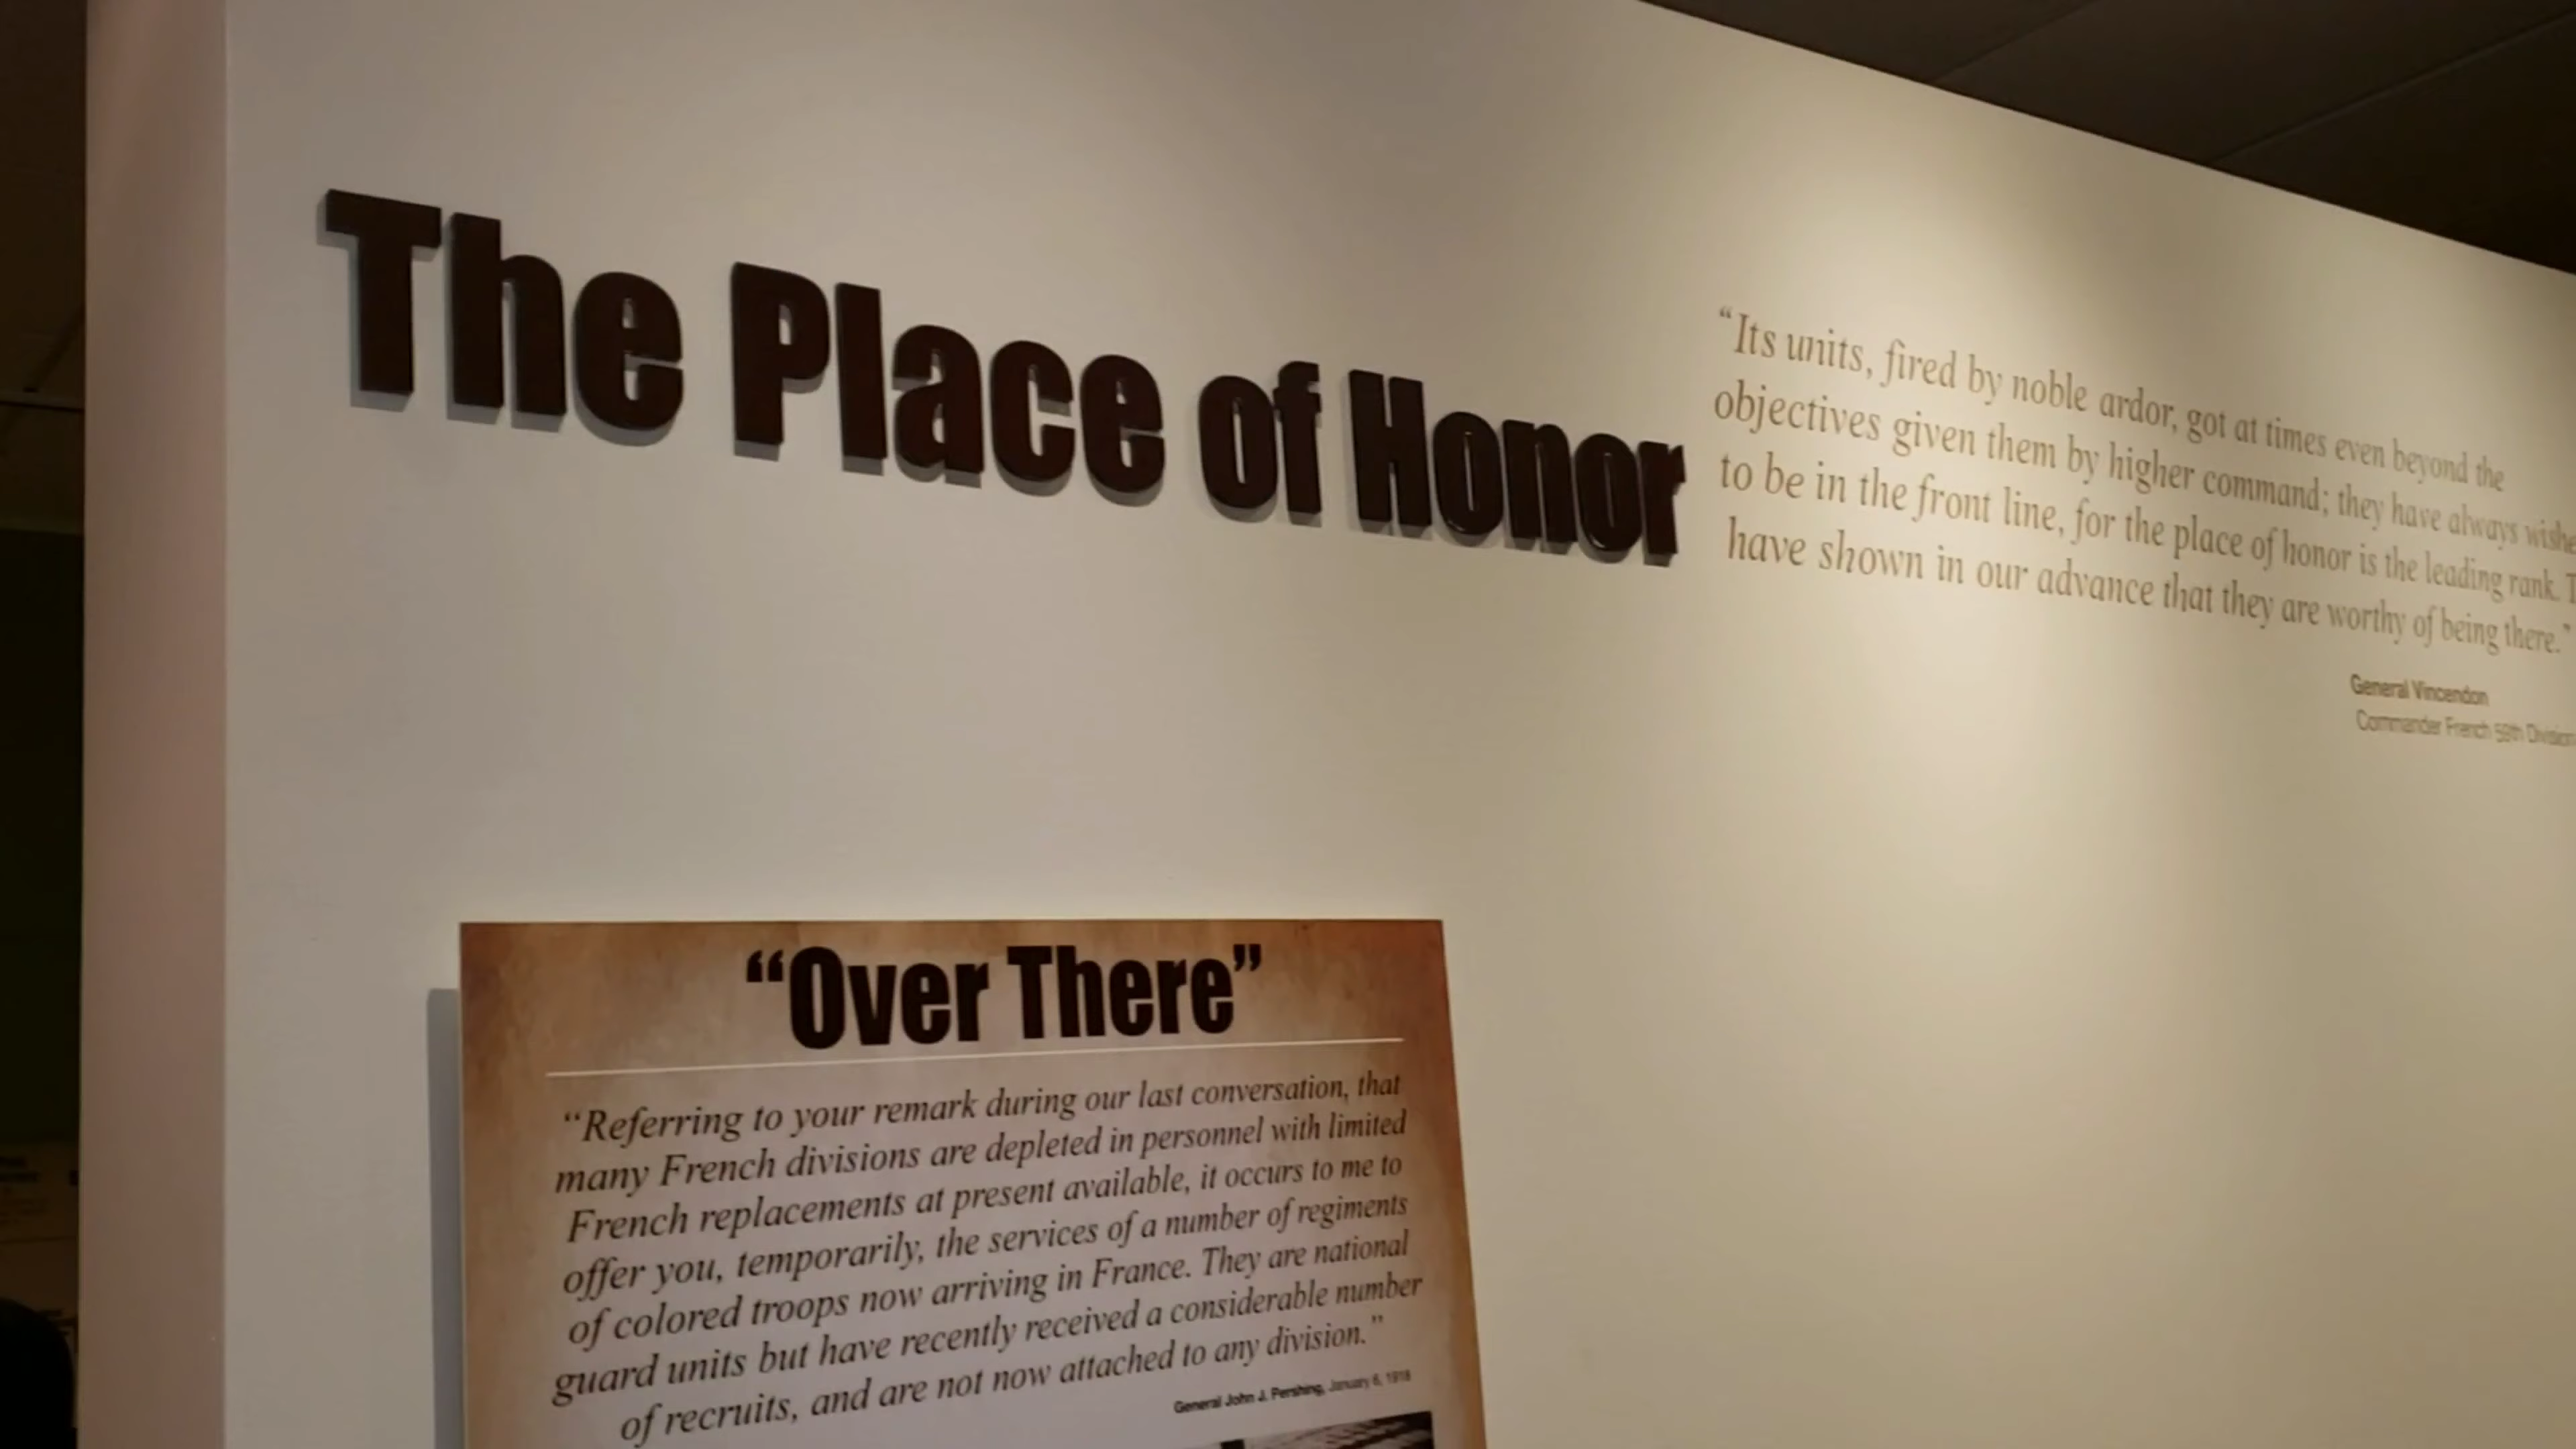 The Place of Honor
“Its units, fired by noble ardor, got at times even beyond the
objectives given them by higher command; they have always
to be in the front line, for the place of honor is the leading rank.
have shown in our advance that they are worthy of being there.”
General Vincendon
Commander French 59th Division
“Over There”
“Referring to your remark during our last conversation, that
many French divisions are depleted in personnel with limited
French replacements at present available, it occurs to me to
offer you, temporarily, the services of a number of regiments
of colored troops now arriving in France. They are national
guard units but have recently received a considerable number
of recruits, and are not now attached to any division.”
General John J. Pershing, January 6, 1918